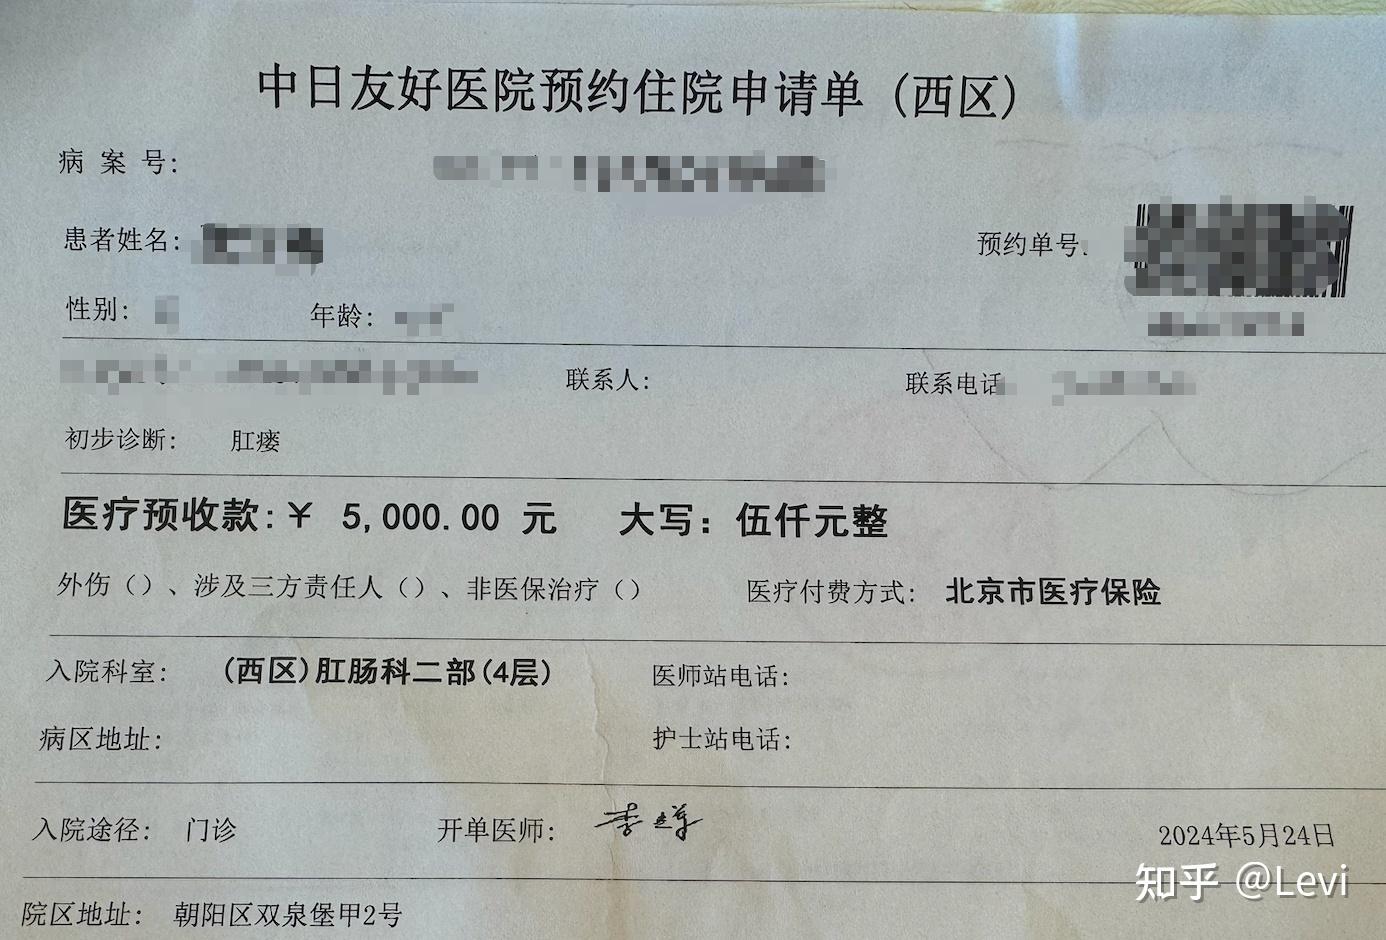 中日友好医院预约住院申请单（西区）
病 案 号:
患者姓名:
预约单号
性别: 年龄:
联系人: 联系电话
初步诊断: 肛瘘
医疗预收款:￥ 5,000.00 元 大写: 伍仟元整
外伤（）、涉及三方责任人（）、非医保治疗（） 医疗付费方式: 北京市医疗保险
入院科室: (西区)肛肠科二部(4层) 医师站电话:
病区地址: 护士站电话:
入院途径: 门诊 开单医师: 2024年5月24日
院区地址: 朝阳区双泉堡甲2号
知乎 @Levi